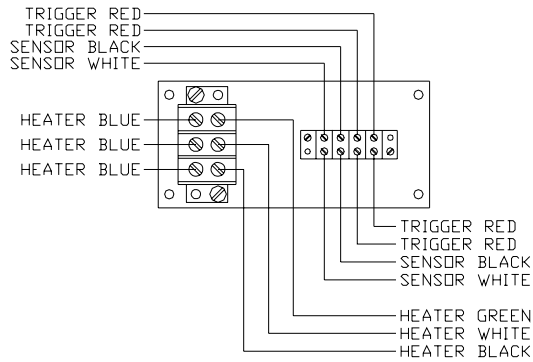 TRIGGER RED
TRIGGER RED
SENSOR BLACK
SENSOR WHITE
HEATER BLUE
HEATER BLUE
HEATER BLUE
TRIGGER RED
TRIGGER RED
SENSOR BLACK
SENSOR WHITE
HEATER GREEN
HEATER WHITE
HEATER BLACK